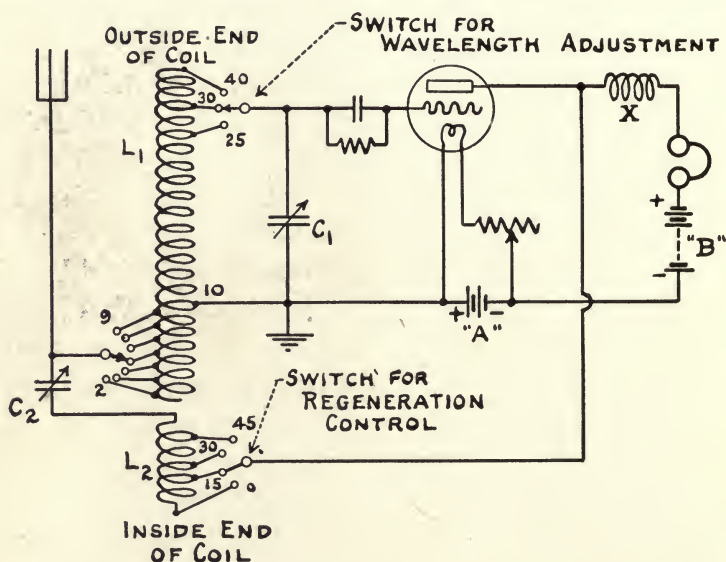 OUTSIDE END
OF COIL
SWITCH FOR
WAVELENGTH ADJUSTMENT
40
30
25
L1
X
C1
+
"B"
-
10
9
2
+ -
"A"
C2
SWITCH FOR
REGENERATION
CONTROL
45
30
15
0
L2
INSIDE END
OF COIL